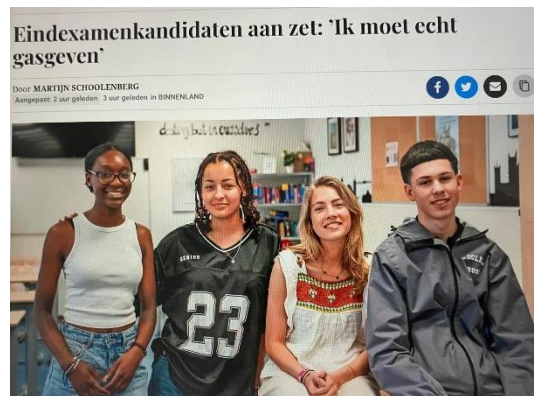 Eindexamenkandidaten aan zet: 'Ik moet echt
gasgeven'
Door MARTIJN SCHOOLENBERG
Aangepast: 2 uur geleden 3 uur geleden in BINNENLAND
SENIUS
23